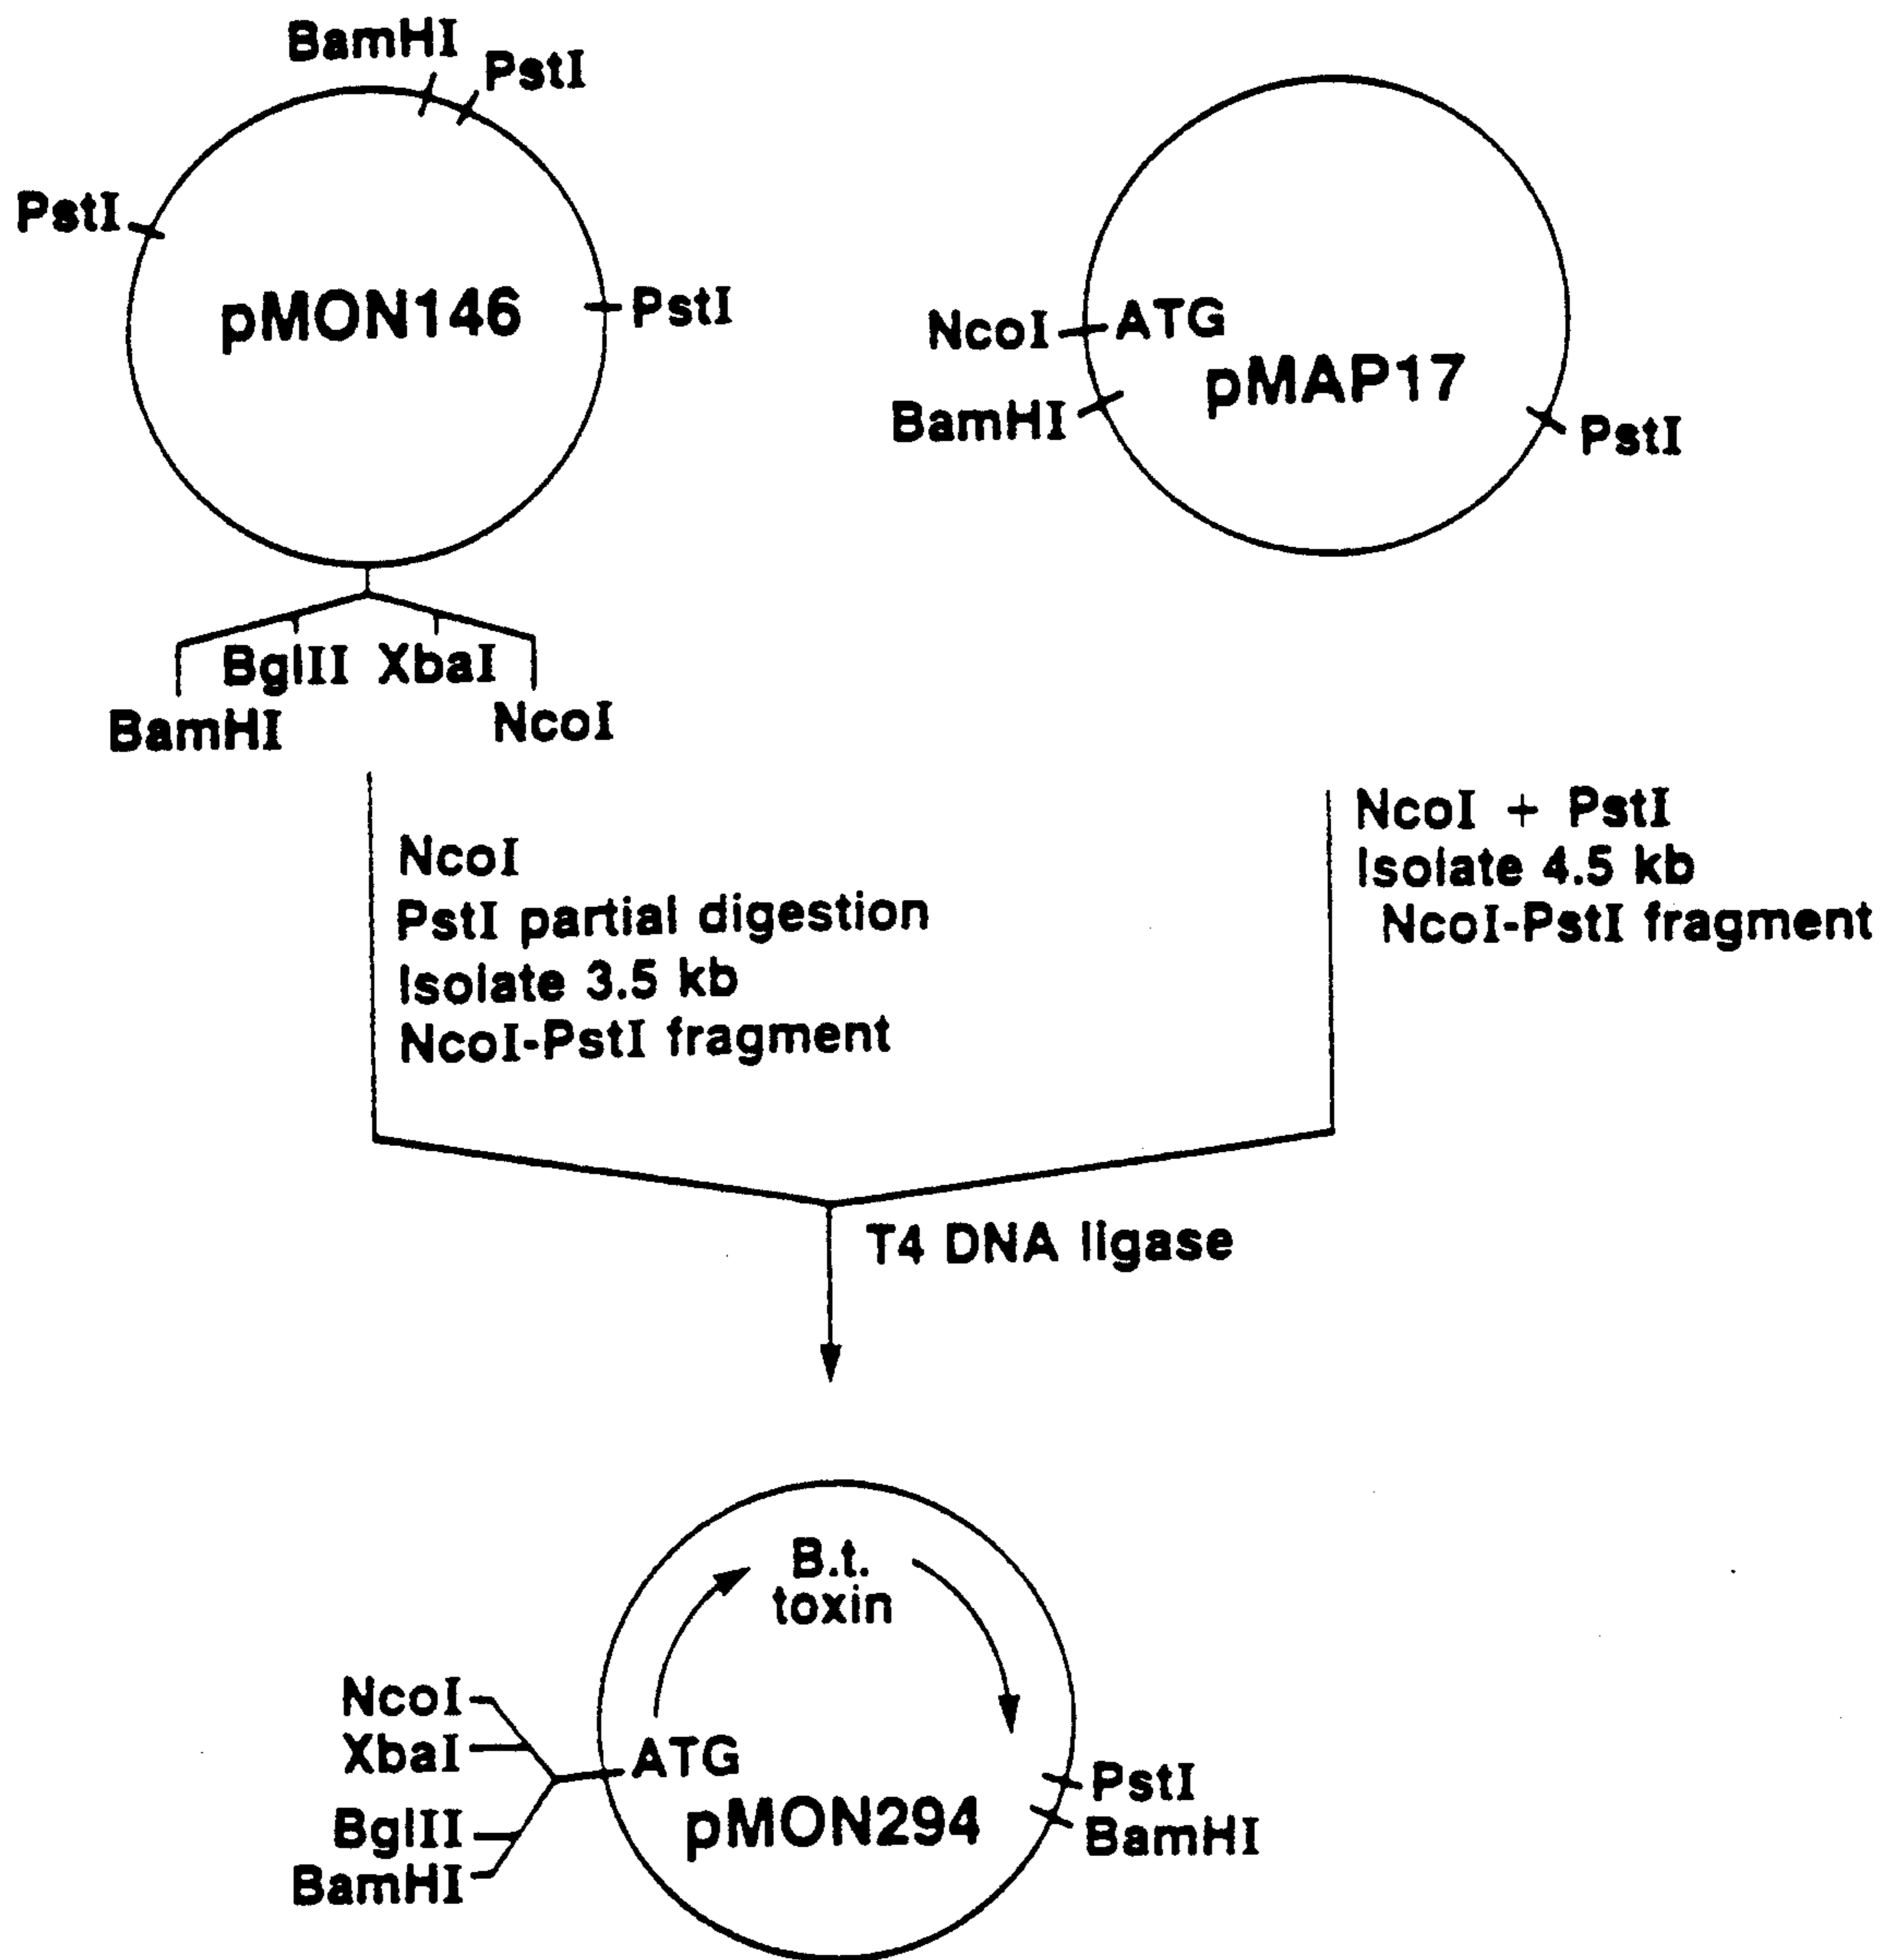 BamHI
PstI
PstI
pMON146
PstI
BglII XbaI
BamHI
NcoI
NcoI
ATG
pMAP17
BamHI
PstI
NcoI
PstI partial digestion
Isolate 3.5 kb
NcoI-PstI fragment
NcoI + PstI
Isolate 4.5 kb
NcoI-PstI fragment
T4 DNA ligase
B.t.
toxin
NcoI
XbaI
ATG
BglII
BamHI
pMON294
PstI
BamHI